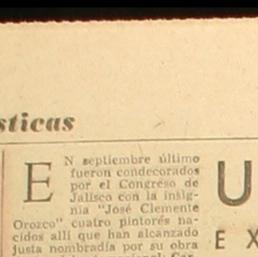 sticas
EN septiembre último
fueron condecorados
por el Congreso de
Jalisco con la insig-
nia "José Clemente
Orozco" cuatro pintores na-
cidos allí que han alcanzado
justa nombradía por su obra
U
E X